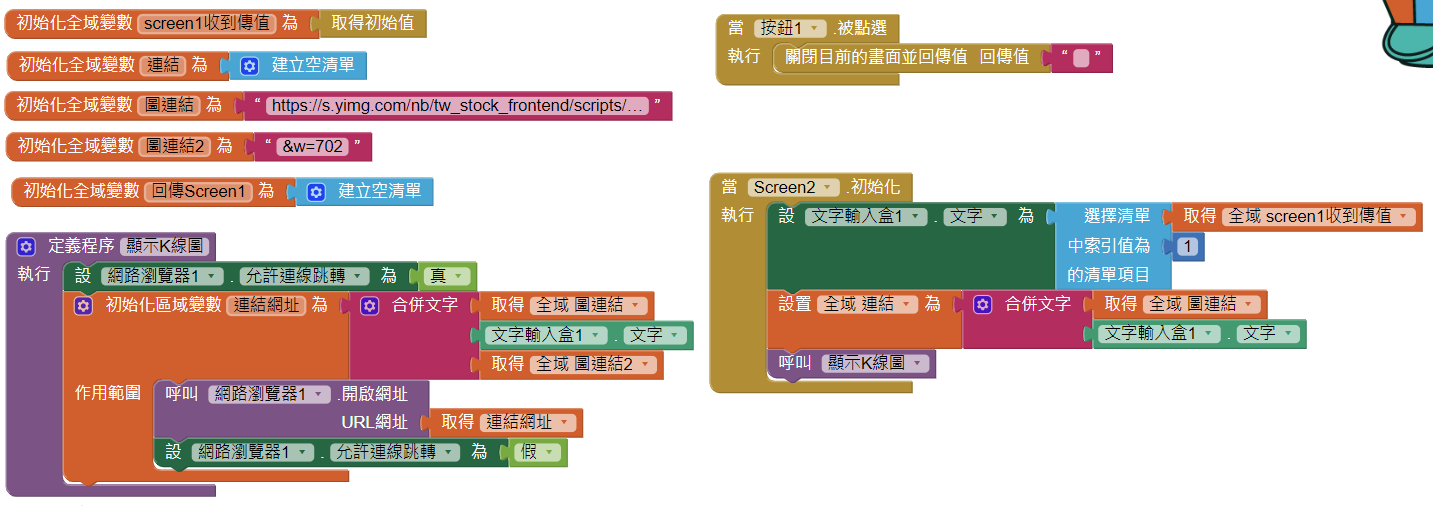 初始化全域變數 screen1收到傳值 為 取得初始值
初始化全域變數 連結 為 建立空清單
初始化全域變數 圖連結 為 “ https://s.yimg.com/nb/tw_stock_frontend/scripts/... ”
初始化全域變數 圖連結2 為 “ &w=702 ”
初始化全域變數 回傳Screen1 為 建立空清單
定義程序 顯示K線圖
執行 設 網路瀏覽器1 . 允許連線跳轉 為 真
初始化區域變數 連結網址 為 合併文字 取得 全域 圖連結
文字輸入盒1 . 文字
取得 全域 圖連結2
作用範圍 呼叫 網路瀏覽器1 .開啟網址
URL網址 取得 連結網址
設 網路瀏覽器1 . 允許連線跳轉 為 假
當 按鈕1 .被點選
執行 關閉目前的畫面並回傳值 回傳值 “ ”
當 Screen2 .初始化
執行 設 文字輸入盒1 . 文字 為 選擇清單 取得 全域 screen1收到傳值
中索引值為 1
的清單項目
設置 全域 連結 為 合併文字 取得 全域 圖連結
文字輸入盒1 . 文字
呼叫 顯示K線圖